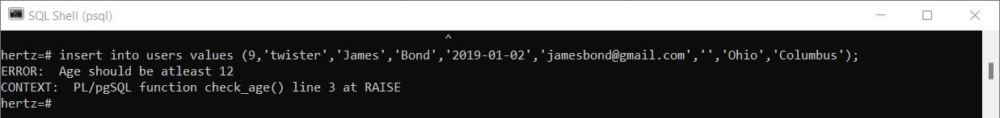 SQL Shell (psql)
^
hertz=# insert into users values (9,'twister','James','Bond','2019-01-02','jamesbond@gmail.com','','Ohio','Columbus');
ERROR:  Age should be atleast 12
CONTEXT:  PL/pgSQL function check_age() line 3 at RAISE
hertz=#